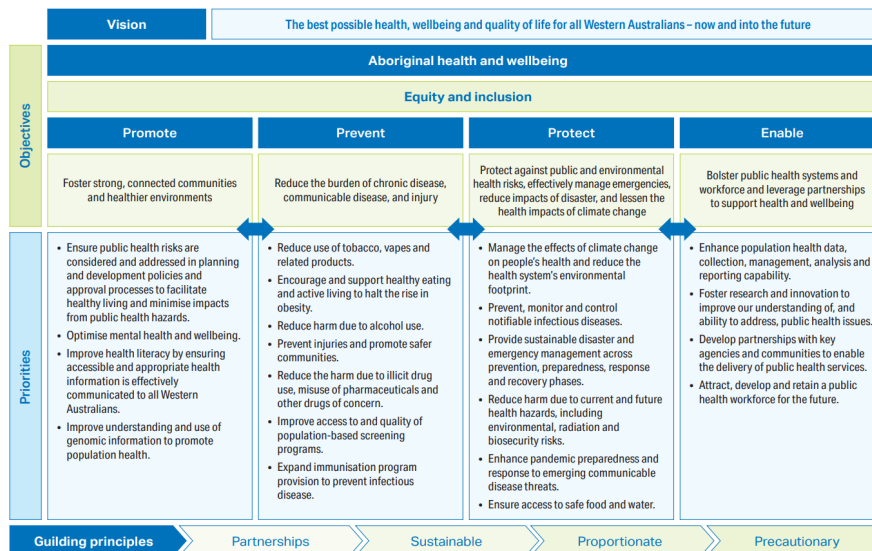 Vision
The best possible health, wellbeing and quality of life for all Western Australians – now and into the future
Objectives
Aboriginal health and wellbeing
Equity and inclusion
Promote
Foster strong, connected communities
and healthier environments
Prevent
Reduce the burden of chronic disease,
communicable disease, and injury
Protect
Protect against public and environmental
health risks, effectively manage emergencies,
reduce impacts of disaster, and lessen the
health impacts of climate change
Enable
Bolster public health systems and
workforce and leverage partnerships
to support health and wellbeing
Priorities
• Ensure public health risks are
considered and addressed in planning
and development policies and
approval processes to facilitate
healthy living and minimise impacts
from public health hazards.
• Optimise mental health and wellbeing.
• Improve health literacy by ensuring
accessible and appropriate health
information is effectively
communicated to all Western
Australians.
• Improve understanding and use of
genomic information to promote
population health.
• Reduce use of tobacco, vapes and
related products.
• Encourage and support healthy eating
and active living to halt the rise in
obesity.
• Reduce harm due to alcohol use.
• Prevent injuries and promote safer
communities.
• Reduce the harm due to illicit drug
use, misuse of pharmaceuticals and
other drugs of concern.
• Improve access to and quality of
population-based screening
programs.
• Expand immunisation program
provision to prevent infectious
disease.
• Manage the effects of climate change
on people's health and reduce the
health system's environmental
footprint.
• Prevent, monitor and control
notifiable infectious diseases.
• Provide sustainable disaster and
emergency management across
prevention, preparedness, response
and recovery phases.
• Reduce harm due to current and future
health hazards, including
environmental, radiation and
biosecurity risks.
• Enhance pandemic preparedness and
response to emerging communicable
disease threats.
• Ensure access to safe food and water.
• Enhance population health data,
collection, management, analysis and
reporting capability.
• Foster research and innovation to
improve our understanding of, and
ability to address, public health issues.
• Develop partnerships with key
agencies and communities to enable
the delivery of public health services.
• Attract, develop and retain a public
health workforce for the future.
Guilding principles
Partnerships
Sustainable
Proportionate
Precautionary